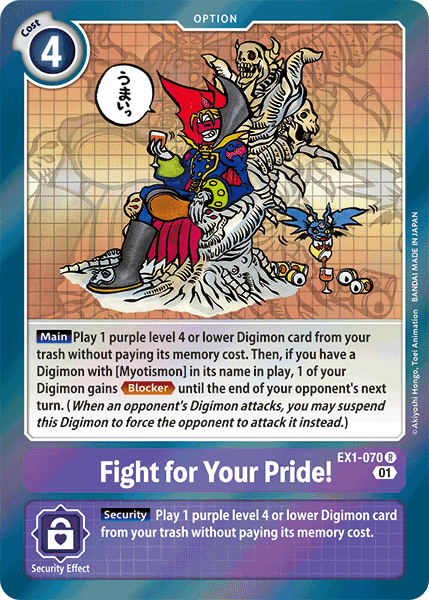 OPTION
Cost
4
うまいっ
Main Play 1 purple level 4 or lower Digimon card from your
trash without paying its memory cost. Then, if you have a
Digimon with [Myotismon] in its name in play, 1 of your
Digimon gains Blocker until the end of your opponent's next
turn. (When an opponent's Digimon attacks, you may suspend
this Digimon to force the opponent to attack it instead.)
©Akiyoshi Hongo, Toei Animation BANDAI MADE IN JAPAN
EX1-070 R
Fight for Your Pride!
01
Security Play 1 purple level 4 or lower Digimon card
from your trash without paying its memory cost.
Security Effect